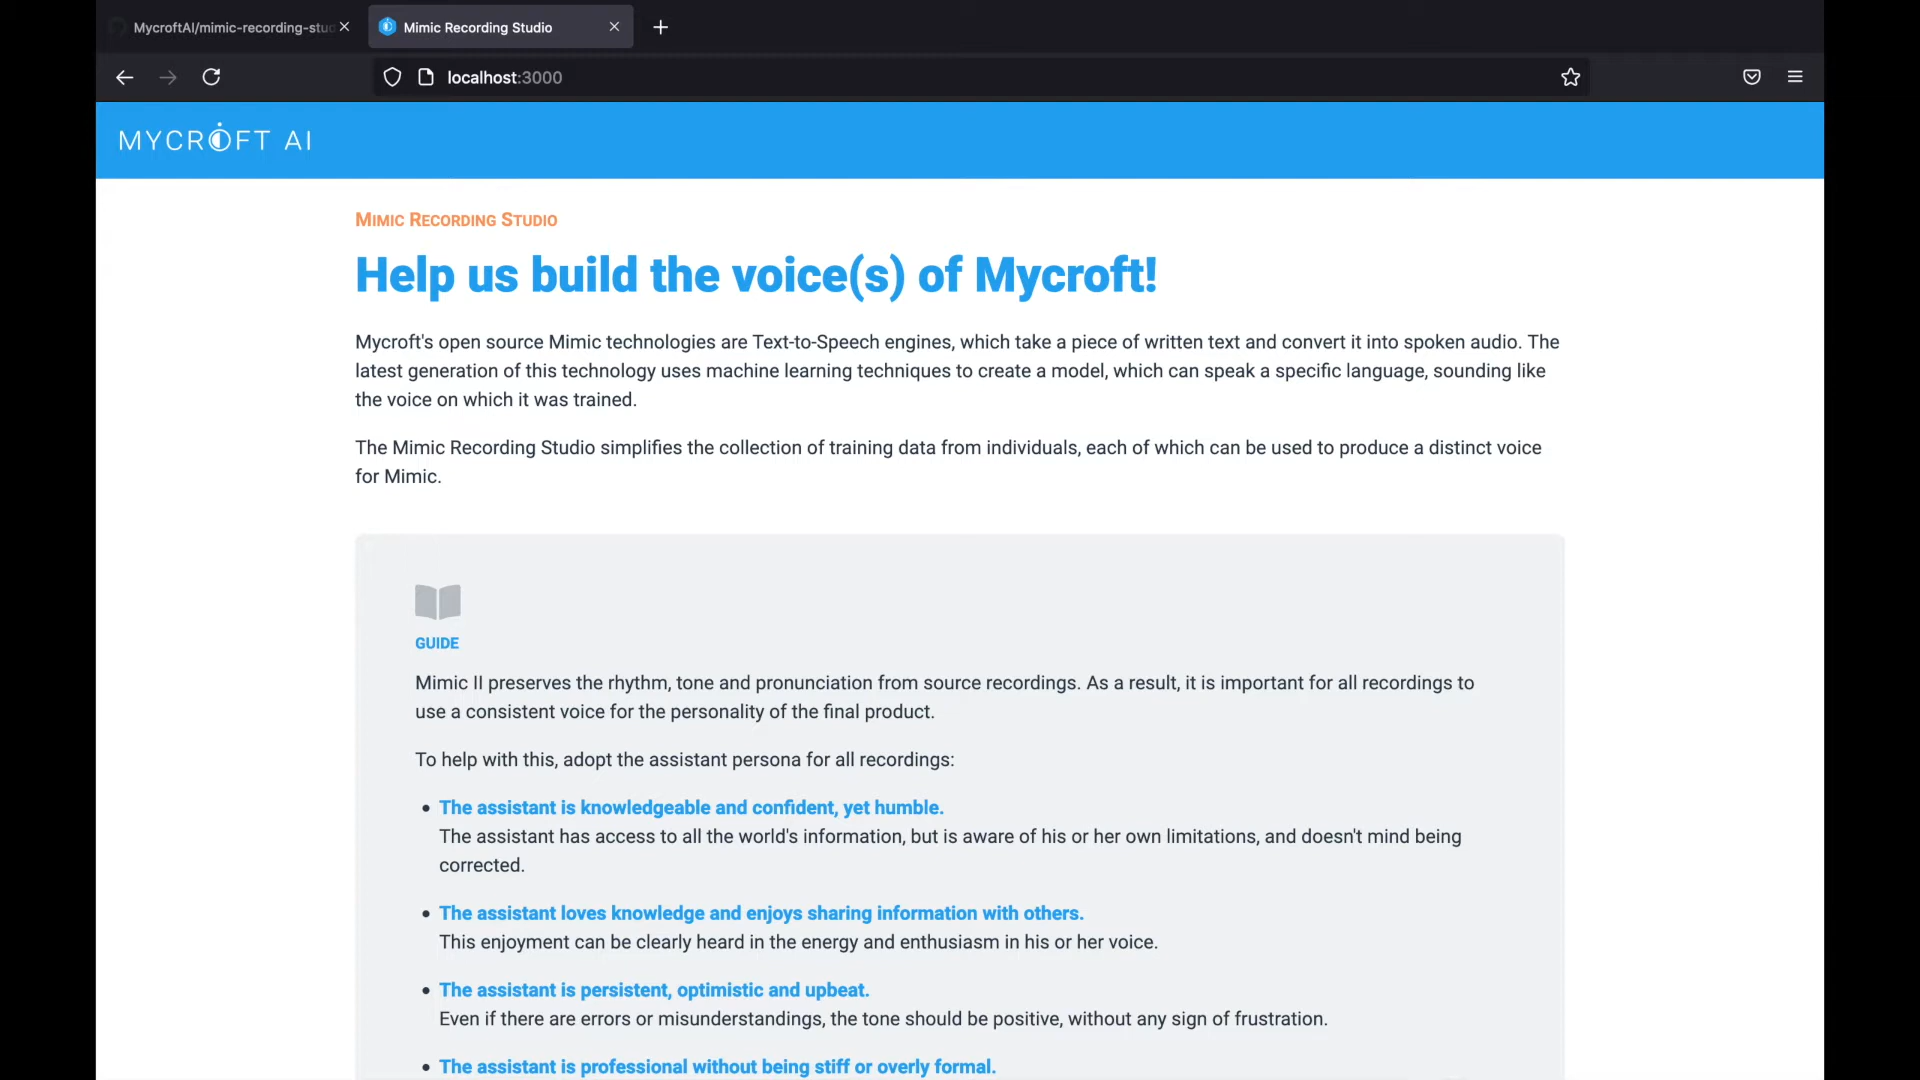 MycroftAI/mimic-recording-stu
Mimic Recording Studio
localhost:3000
MYCROFT AI
MIMIC RECORDING STUDIO
Help us build the voice(s) of Mycroft!
Mycroft's open source Mimic technologies are Text-to-Speech engines, which take a piece of written text and convert it into spoken audio. The
latest generation of this technology uses machine learning techniques to create a model, which can speak a specific language, sounding like
the voice on which it was trained.
The Mimic Recording Studio simplifies the collection of training data from individuals, each of which can be used to produce a distinct voice
for Mimic.
GUIDE
Mimic II preserves the rhythm, tone and pronunciation from source recordings. As a result, it is important for all recordings to
use a consistent voice for the personality of the final product.
To help with this, adopt the assistant persona for all recordings:
• The assistant is knowledgeable and confident, yet humble.
The assistant has access to all the world's information, but is aware of his or her own limitations, and doesn't mind being
corrected.
• The assistant loves knowledge and enjoys sharing information with others.
This enjoyment can be clearly heard in the energy and enthusiasm in his or her voice.
• The assistant is persistent, optimistic and upbeat.
Even if there are errors or misunderstandings, the tone should be positive, without any sign of frustration.
• The assistant is professional without being stiff or overly formal.